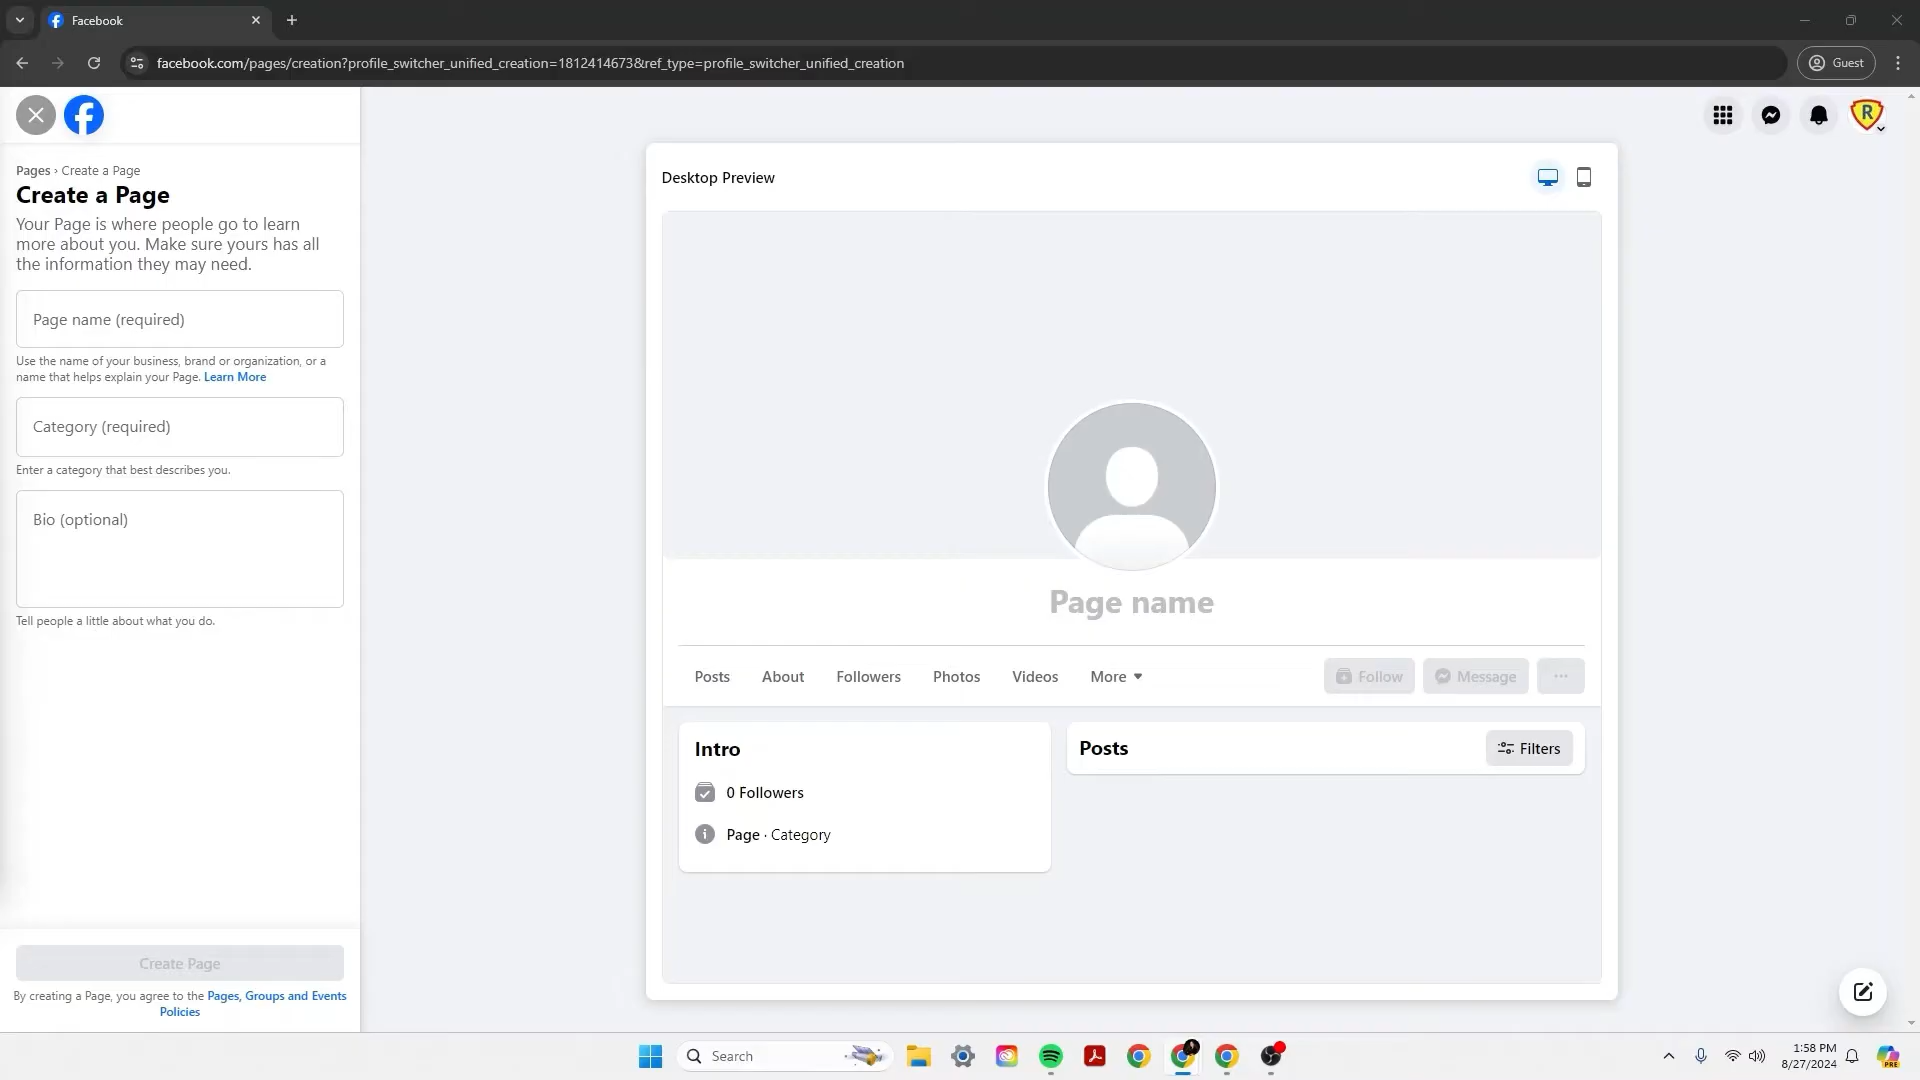 Facebook
facebook.com/pages/creation?profile_switcher_unified_creation=1812414673&ref_type=profile_switcher_unified_creation
Guest
R
Pages › Create a Page
Create a Page
Your Page is where people go to learn
more about you. Make sure yours has all
the information they may need.
Page name (required)
Use the name of your business, brand or organization, or a
name that helps explain your Page. Learn More
Category (required)
Enter a category that best describes you.
Bio (optional)
Tell people a little about what you do.
Create Page
By creating a Page, you agree to the Pages, Groups and Events
Policies
Desktop Preview
Page name
Posts
About
Followers
Photos
Videos
More
Follow
Message
Intro
0 Followers
Page · Category
Posts
Filters
Search
1:58 PM
8/27/2024
PRE